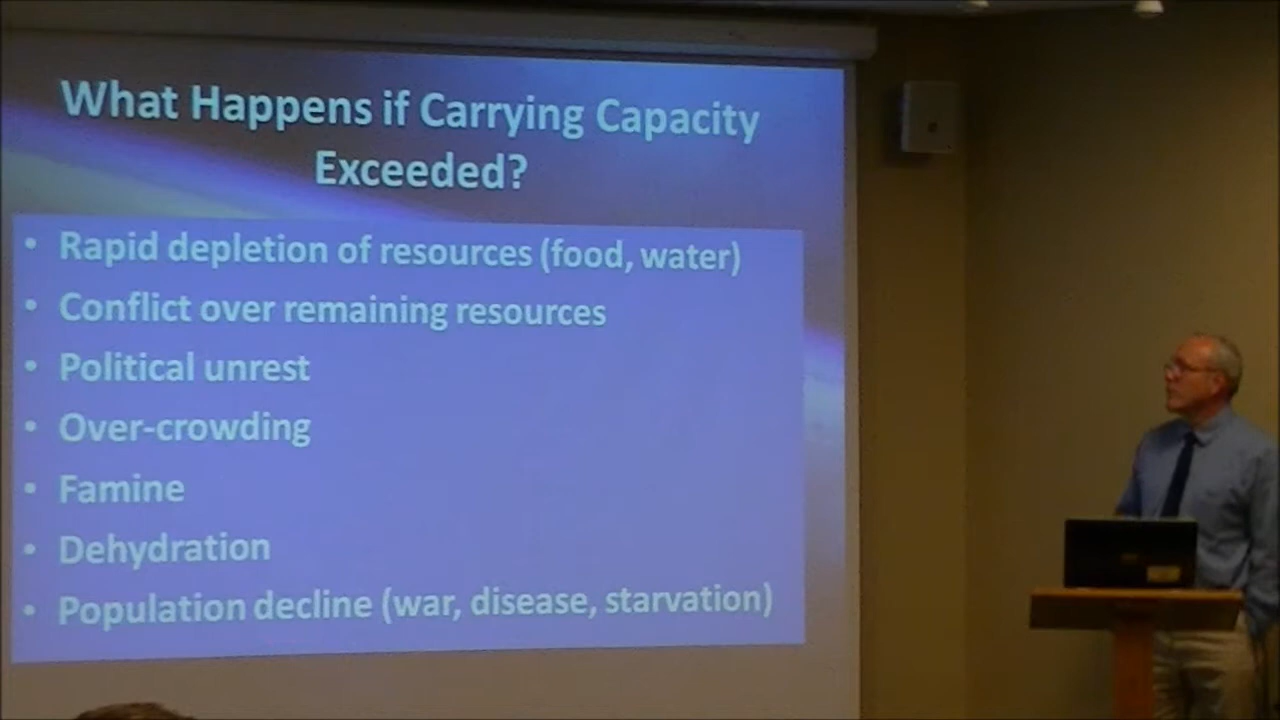 What Happens if Carrying Capacity
Exceeded?
• Rapid depletion of resources (food, water)
• Conflict over remaining resources
• Political unrest
• Over-crowding
• Famine
• Dehydration
• Population decline (war, disease, starvation)